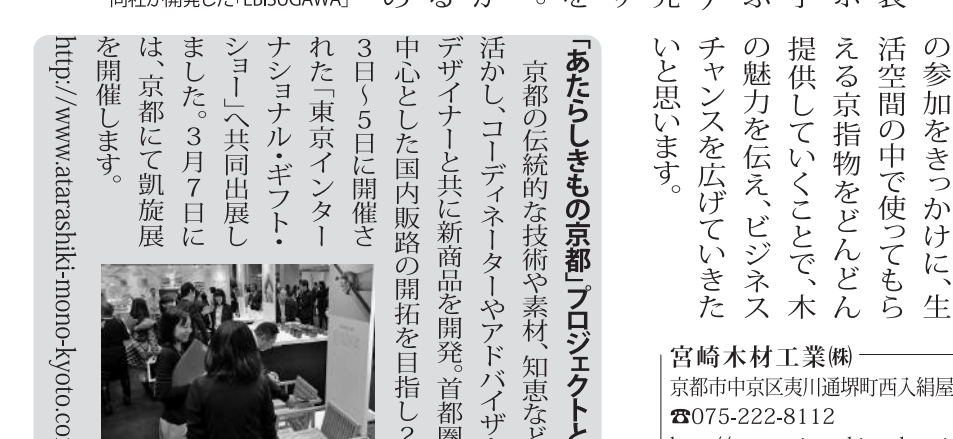 の参加をきっかけに、生
活空間の中で使ってもら
える京指物をどんどん
提供していくことで、木
の魅力を伝え、ビジネス
チャンスを広げていきた
いと思います。
宮崎木材工業㈱
京都市中京区夷川通堺町西入絹屋
☎075-222-8112
「あたらしきもの京都」プロジェクトと
京都の伝統的な技術や素材、知恵など
活かし、コーディネーターやアドバイザ
デザイナーと共に新商品を開発。首都圏
中心とした国内販路の開拓を目指し2
3日〜5日に開催さ
れた「東京インター
ナショナル・ギフト・
ショー」へ共同出展し
ました。3月7日に
は、京都にて凱旋展
を開催します。
http://www.atarashiki-mono-kyoto.co